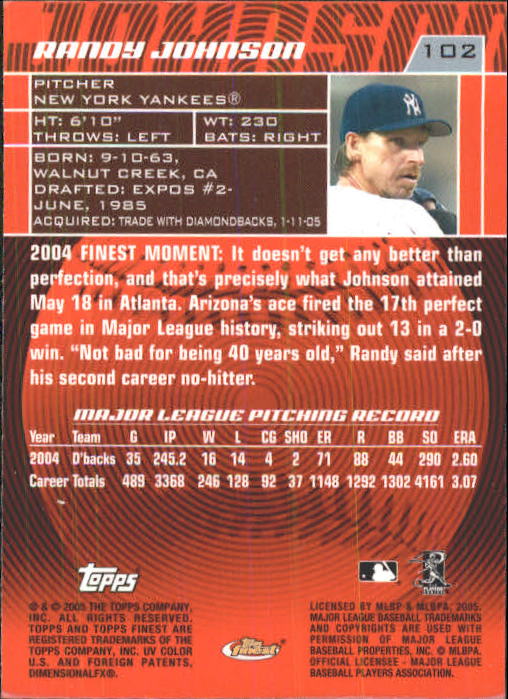 RANDY JOHNSON
102
PITCHER
NEW YORK YANKEES®
HT: 6'10" WT: 230
THROWS: LEFT BATS: RIGHT
BORN: 9-10-63,
WALNUT CREEK, CA
DRAFTED: EXPOS #2-
JUNE, 1985
ACQUIRED: TRADE WITH DIAMONDBACKS, 1-11-05
2004 FINEST MOMENT: It doesn't get any better than
perfection, and that's precisely what Johnson attained
May 18 in Atlanta. Arizona's ace fired the 17th perfect
game in Major League history, striking out 13 in a 2-0
win. "Not bad for being 40 years old," Randy said after
his second career no-hitter.
MAJOR LEAGUE PITCHING RECORD
Year Team G IP W L CG SHO ER R BB SO ERA
2004 D'backs 35 245.2 16 14 4 2 71 88 44 290 2.60
Career Totals 489 3368 246 128 92 37 1148 1292 1302 4161 3.07
Topps
® & © 2005 THE TOPPS COMPANY,
INC. ALL RIGHTS RESERVED.
TOPPS AND TOPPS FINEST ARE
REGISTERED TRADEMARKS OF THE
TOPPS COMPANY, INC. UV COLOR
U.S. AND FOREIGN PATENTS,
DIMENSIONALFX®.
Topps
finest
LICENSED BY MLBP & MLBPA, 2005.
MAJOR LEAGUE BASEBALL TRADEMARKS
AND COPYRIGHTS ARE USED WITH
PERMISSION OF MAJOR LEAGUE
BASEBALL PROPERTIES, INC. © MLBPA.
OFFICIAL LICENSEE - MAJOR LEAGUE
BASEBALL PLAYERS ASSOCIATION.